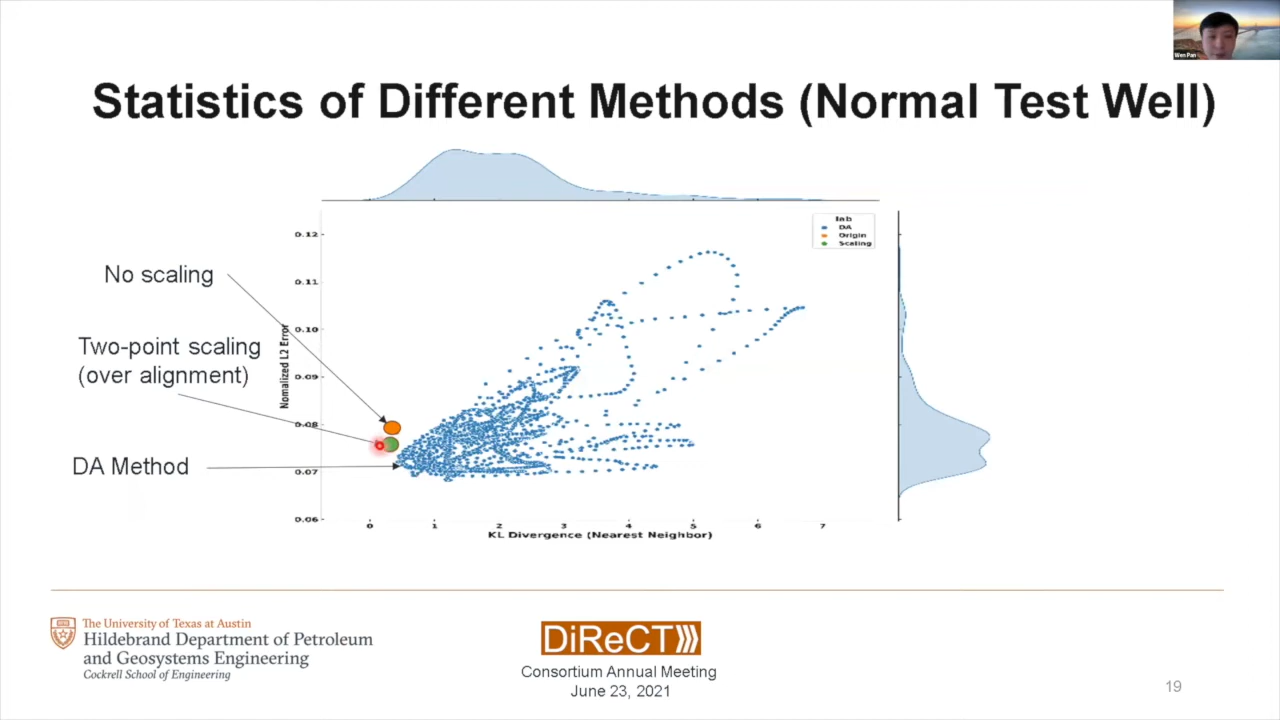 Wen Pan
Statistics of Different Methods (Normal Test Well)
No scaling
Two-point scaling
(over alignment)
DA Method
Nomalized L2 Error
0.12
0.11
0.10
0.09
0.08
0.07
0.06
lab
DA
Origin
Scaling
0 1 2 3 4 5 6 7
KL Divergence (Nearest Neighbor)
The University of Texas at Austin
Hildebrand Department of Petroleum
and Geosystems Engineering
Cockrell School of Engineering
DiReCT
Consortium Annual Meeting
June 23, 2021
19